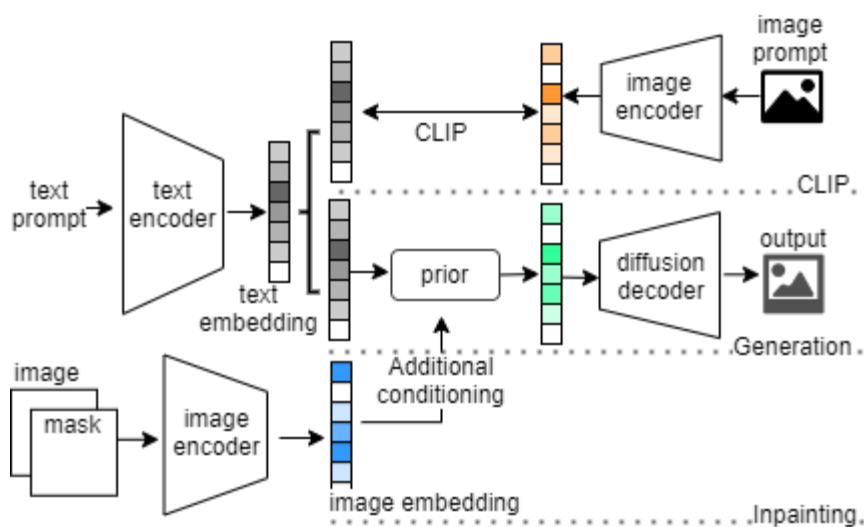 image
prompt
image
encoder
CLIP
CLIP
text
prompt
text
encoder
text
embedding
prior
diffusion
decoder
output
Generation
Additional
conditioning
image
mask
image
encoder
image embedding
Inpainting